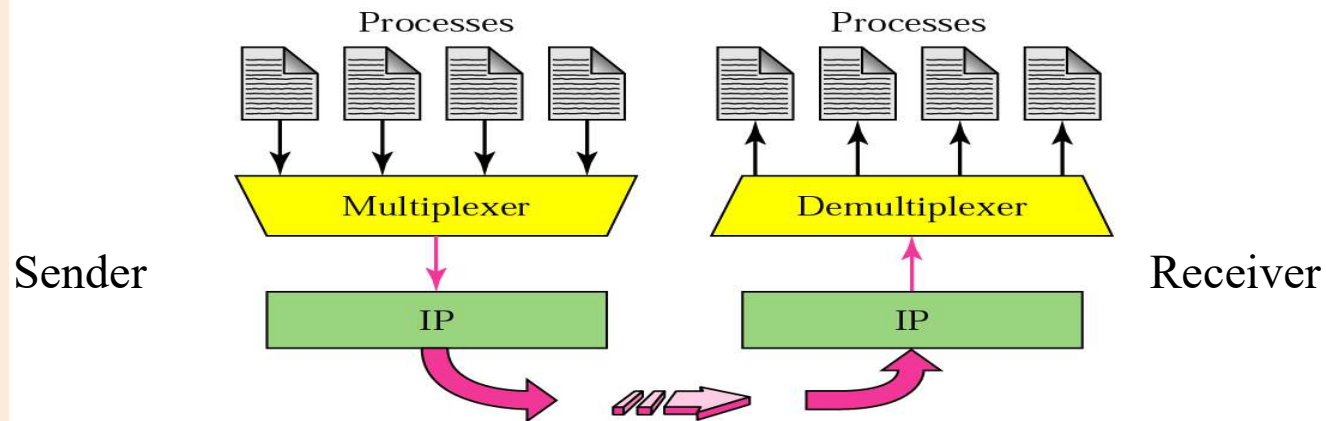 Processes
Processes
Multiplexer
Demultiplexer
Sender
Receiver
IP
IP